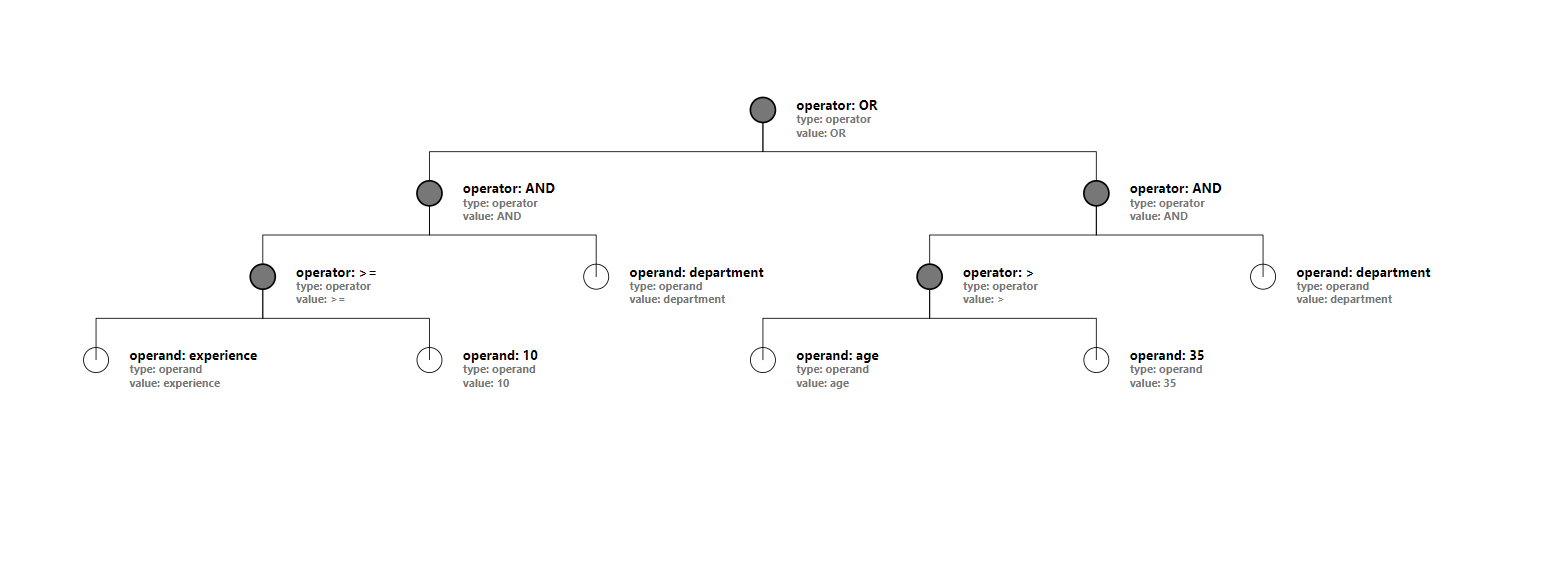 operator: OR
type: operator
value: OR
operator: AND
type: operator
value: AND
operator: AND
type: operator
value: AND
operator: >=
type: operator
value: >=
operand: department
type: operand
value: department
operator: >
type: operator
value: >
operand: department
type: operand
value: department
operand: experience
type: operand
value: experience
operand: 10
type: operand
value: 10
operand: age
type: operand
value: age
operand: 35
type: operand
value: 35